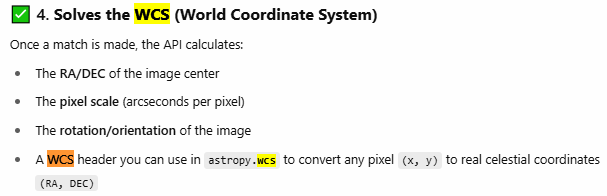 ✅ 4. Solves the WCS (World Coordinate System)
Once a match is made, the API calculates:
• The RA/DEC of the image center
• The pixel scale (arcseconds per pixel)
• The rotation/orientation of the image
• A WCS header you can use in astropy.wcs to convert any pixel (x, y) to real celestial coordinates
(RA, DEC)